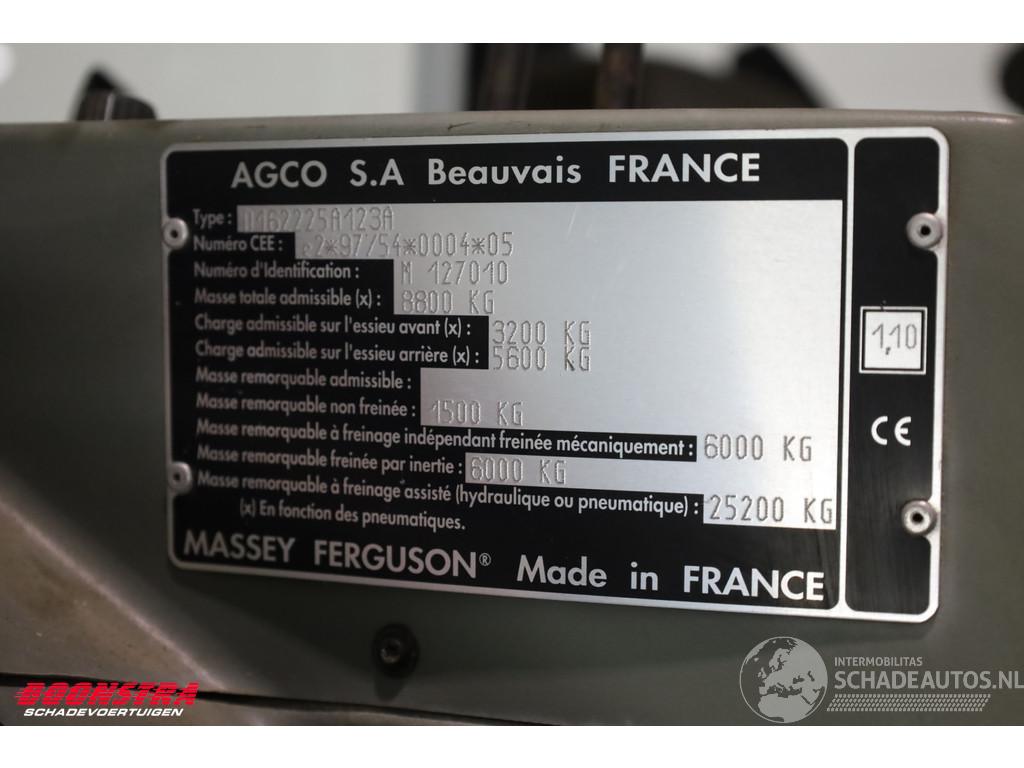 AGCO S.A Beauvais FRANCE
Type : D162225A123A
Numéro CEE : e2*97/54*0004*05
Numéro d'Identification : M 127010
Masse totale admissible (x) : 8800 KG
Charge admissible sur l'essieu avant (x) : 3200 KG
Charge admissible sur l'essieu arrière (x) : 5600 KG
Masse remorquable admissible :
Masse remorquable non freinée : 1500 KG
Masse remorquable à freinage indépendant freinée mécaniquement : 6000 KG
Masse remorquable freinée par inertie : 6000 KG
Masse remorquable à freinage assisté (hydraulique ou pneumatique) : 25200 KG
(x) En fonction des pneumatiques.
MASSEY FERGUSON® Made in FRANCE
1,10
CE
BOONSTRA
SCHADEVOERTUIGEN
INTERMOBILITAS
SCHADEAUTOS.NL